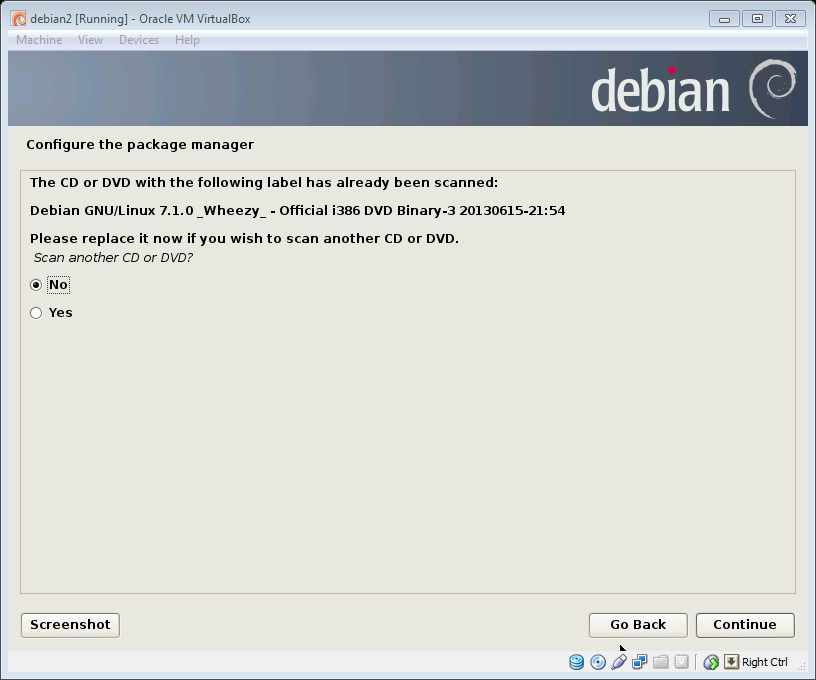 debian2 [Running] - Oracle VM VirtualBox
Machine View Devices Help
debian
Configure the package manager
The CD or DVD with the following label has already been scanned:
Debian GNU/Linux 7.1.0 _Wheezy_ - Official i386 DVD Binary-3 20130615-21:54
Please replace it now if you wish to scan another CD or DVD.
Scan another CD or DVD?
No
Yes
Screenshot Go Back Continue
Right Ctrl